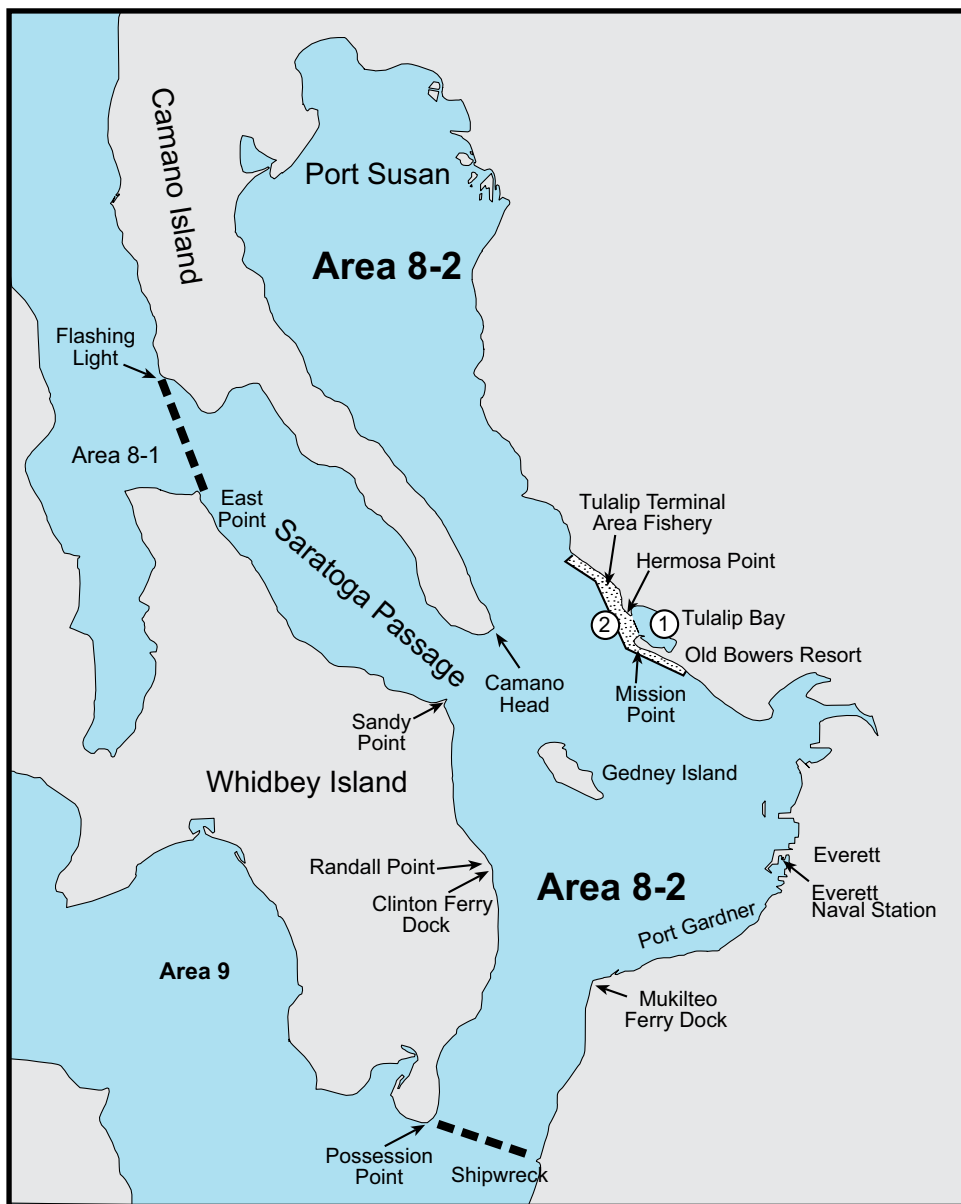 Camano Island
Port Susan
Area 8-2
Flashing
Light
Area 8-1
East
Point
Saratoga Passage
Tulalip Terminal
Area Fishery
Hermosa Point
2
1
Tulalip Bay
Old Bowers Resort
Camano
Head
Mission
Point
Sandy
Point
Gedney Island
Whidbey Island
Randall Point
Clinton Ferry
Dock
Area 8-2
Everett
Everett
Naval Station
Port Gardner
Area 9
Mukilteo
Ferry Dock
Possession
Point
Shipwreck